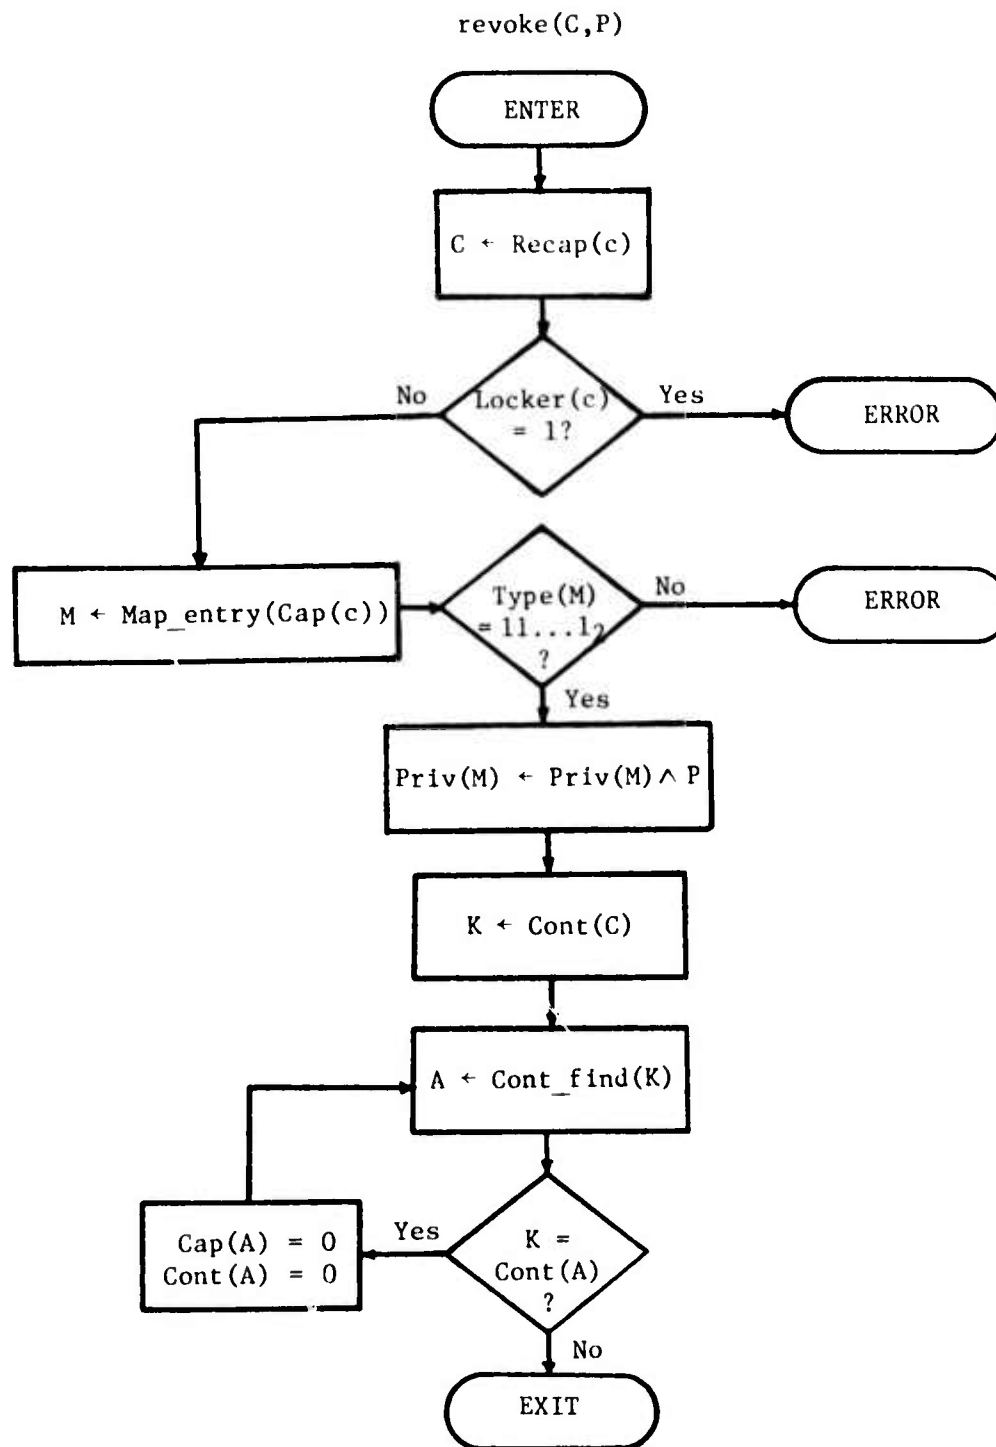 revoke(C,P)
ENTER
C ← Recap(c)
No
Locker(c)
= 1?
Yes
ERROR
M ← Map_entry(Cap(c))
Type(M)
= 11...1₂
?
No
ERROR
Yes
Priv(M) ← Priv(M) ∧ P
K ← Cont(C)
A ← Cont_find(K)
Cap(A) = 0
Cont(A) = 0
Yes
K =
Cont(A)
?
No
EXIT